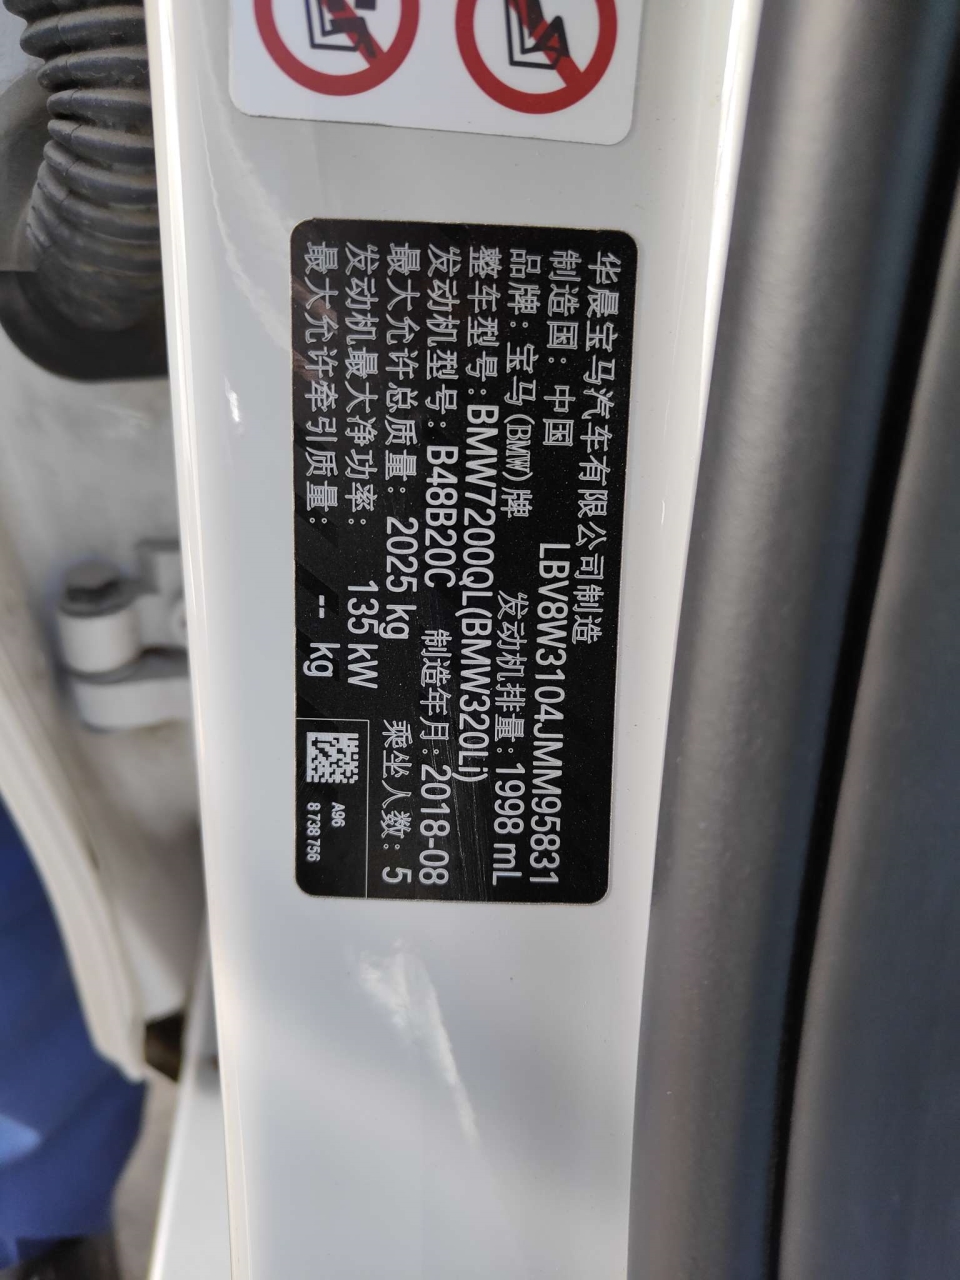 华晨宝马汽车有限公司制造
制造国：中国 LBV8W3104JMM95831
品牌：宝马(BMW)牌 发动机排量：1998 mL
整车型号：BMW7200QL(BMW320Li)
发动机型号：B48B20C 制造年月：2018-08
最大允许总质量：2025 kg 乘坐人数：5
发动机最大净功率：135 kW
最大允许牵引质量：-- kg
A96
8 738 756